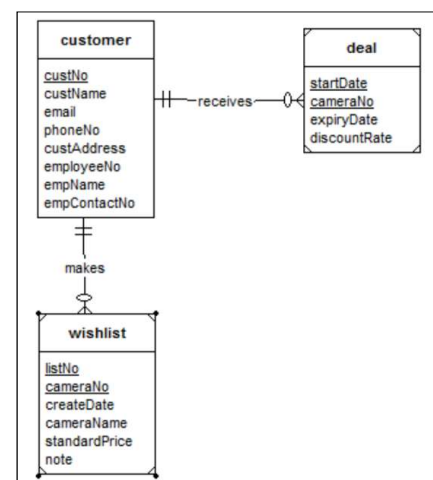 customer
custNo
custName
email
phoneNo
custAddress
employeeNo
empName
empContactNo
receives
deal
startDate
cameraNo
expiryDate
discountRate
makes
wishlist
listNo
cameraNo
createDate
cameraName
standardPrice
note